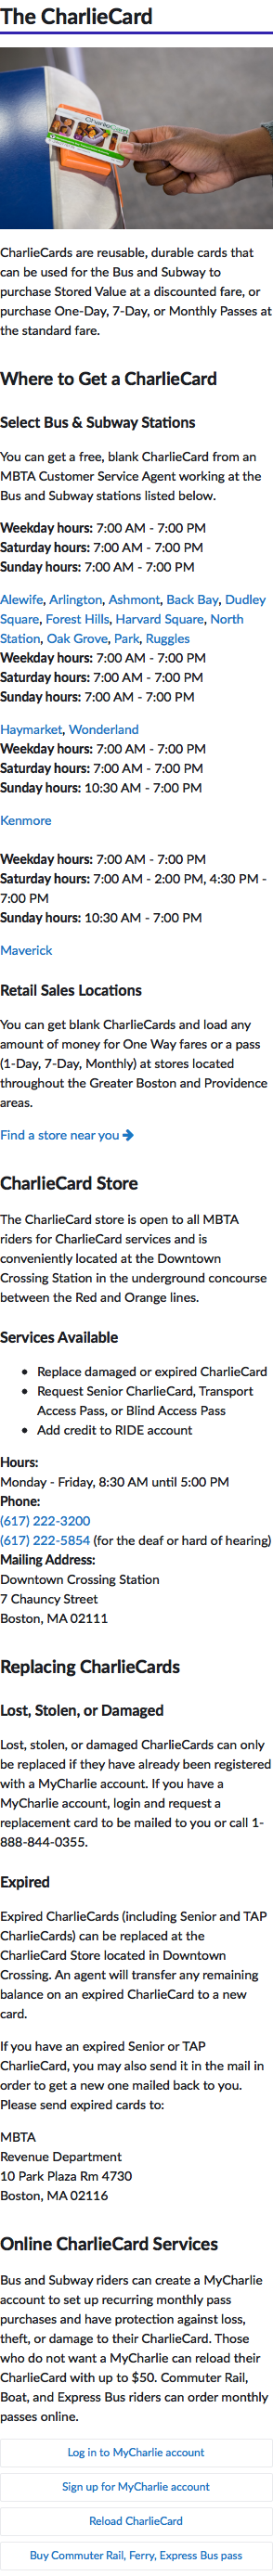 The CharlieCard
CharlieCard
CharlieCards are reusable, durable cards that
can be used for the Bus and Subway to
purchase Stored Value at a discounted fare, or
purchase One-Day, 7-Day, or Monthly Passes at
the standard fare.
Where to Get a CharlieCard
Select Bus & Subway Stations
You can get a free, blank CharlieCard from an
MBTA Customer Service Agent working at the
Bus and Subway stations listed below.
Weekday hours: 7:00 AM - 7:00 PM
Saturday hours: 7:00 AM - 7:00 PM
Sunday hours: 7:00 AM - 7:00 PM
Alewife, Arlington, Ashmont, Back Bay, Dudley
Square, Forest Hills, Harvard Square, North
Station, Oak Grove, Park, Ruggles
Weekday hours: 7:00 AM - 7:00 PM
Saturday hours: 7:00 AM - 7:00 PM
Sunday hours: 7:00 AM - 7:00 PM
Haymarket, Wonderland
Weekday hours: 7:00 AM - 7:00 PM
Saturday hours: 7:00 AM - 7:00 PM
Sunday hours: 10:30 AM - 7:00 PM
Kenmore
Weekday hours: 7:00 AM - 7:00 PM
Saturday hours: 7:00 AM - 2:00 PM, 4:30 PM -
7:00 PM
Sunday hours: 10:30 AM - 7:00 PM
Maverick
Retail Sales Locations
You can get blank CharlieCards and load any
amount of money for One Way fares or a pass
(1-Day, 7-Day, Monthly) at stores located
throughout the Greater Boston and Providence
areas.
Find a store near you →
CharlieCard Store
The CharlieCard store is open to all MBTA
riders for CharlieCard services and is
conveniently located at the Downtown
Crossing Station in the underground concourse
between the Red and Orange lines.
Services Available
• Replace damaged or expired CharlieCard
• Request Senior CharlieCard, Transport
Access Pass, or Blind Access Pass
• Add credit to RIDE account
Hours:
Monday - Friday, 8:30 AM until 5:00 PM
Phone:
(617) 222-3200
(617) 222-5854 (for the deaf or hard of hearing)
Mailing Address:
Downtown Crossing Station
7 Chauncy Street
Boston, MA 02111
Replacing CharlieCards
Lost, Stolen, or Damaged
Lost, stolen, or damaged CharlieCards can only
be replaced if they have already been registered
with a MyCharlie account. If you have a
MyCharlie account, login and request a
replacement card to be mailed to you or call 1-
888-844-0355.
Expired
Expired CharlieCards (including Senior and TAP
CharlieCards) can be replaced at the
CharlieCard Store located in Downtown
Crossing. An agent will transfer any remaining
balance on an expired CharlieCard to a new
card.
If you have an expired Senior or TAP
CharlieCard, you may also send it in the mail in
order to get a new one mailed back to you.
Please send expired cards to:
MBTA
Revenue Department
10 Park Plaza Rm 4730
Boston, MA 02116
Online CharlieCard Services
Bus and Subway riders can create a MyCharlie
account to set up recurring monthly pass
purchases and have protection against loss,
theft, or damage to their CharlieCard. Those
who do not want a MyCharlie can reload their
CharlieCard with up to $50. Commuter Rail,
Boat, and Express Bus riders can order monthly
passes online.
Log in to MyCharlie account
Sign up for MyCharlie account
Reload CharlieCard
Buy Commuter Rail, Ferry, Express Bus pass